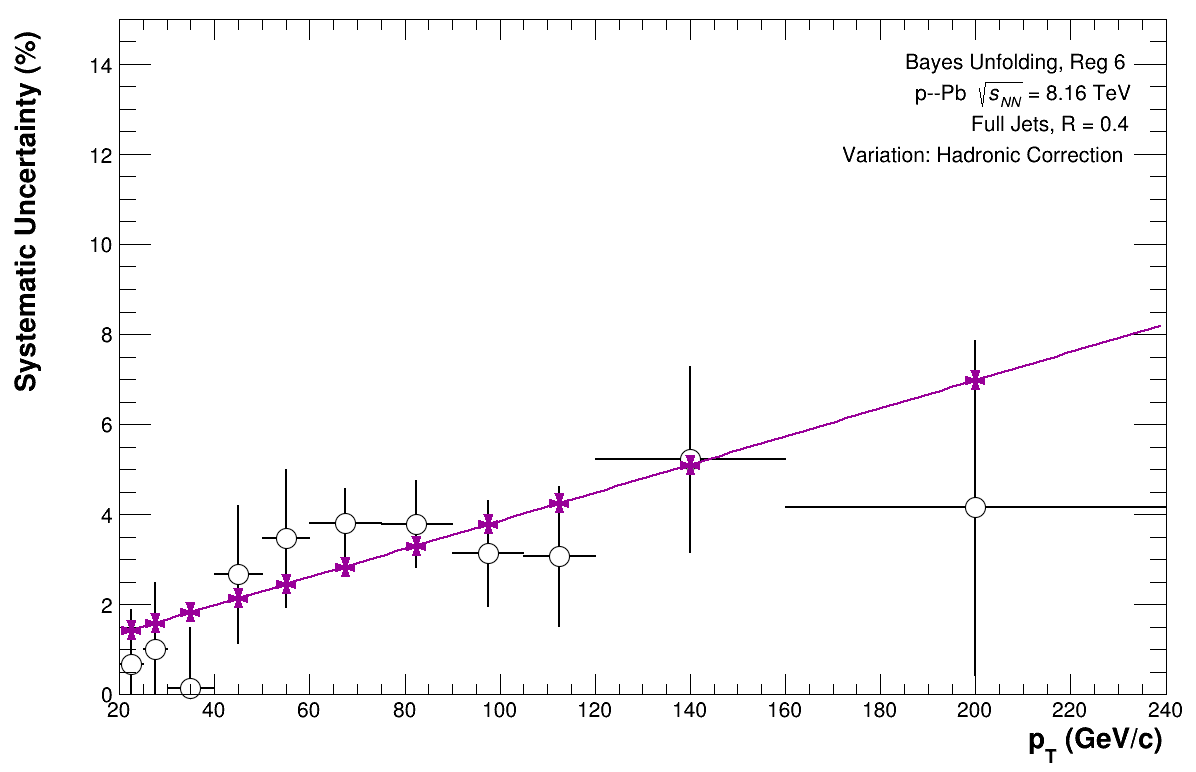 Systematic Uncertainty (%)
14
12
10
8
6
4
2
0
Bayes Unfolding, Reg 6
p--Pb √s_NN = 8.16 TeV
Full Jets, R = 0.4
Variation: Hadronic Correction
20 40 60 80 100 120 140 160 180 200 220 240
p_T (GeV/c)